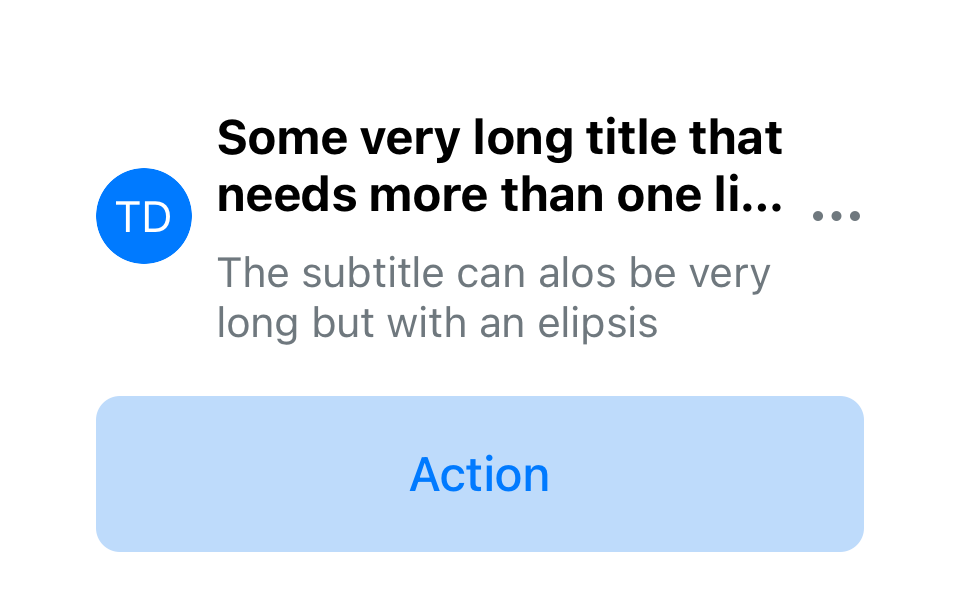 Some very long title that
needs more than one li...
TD
The subtitle can alos be very
long but with an elipsis
Action